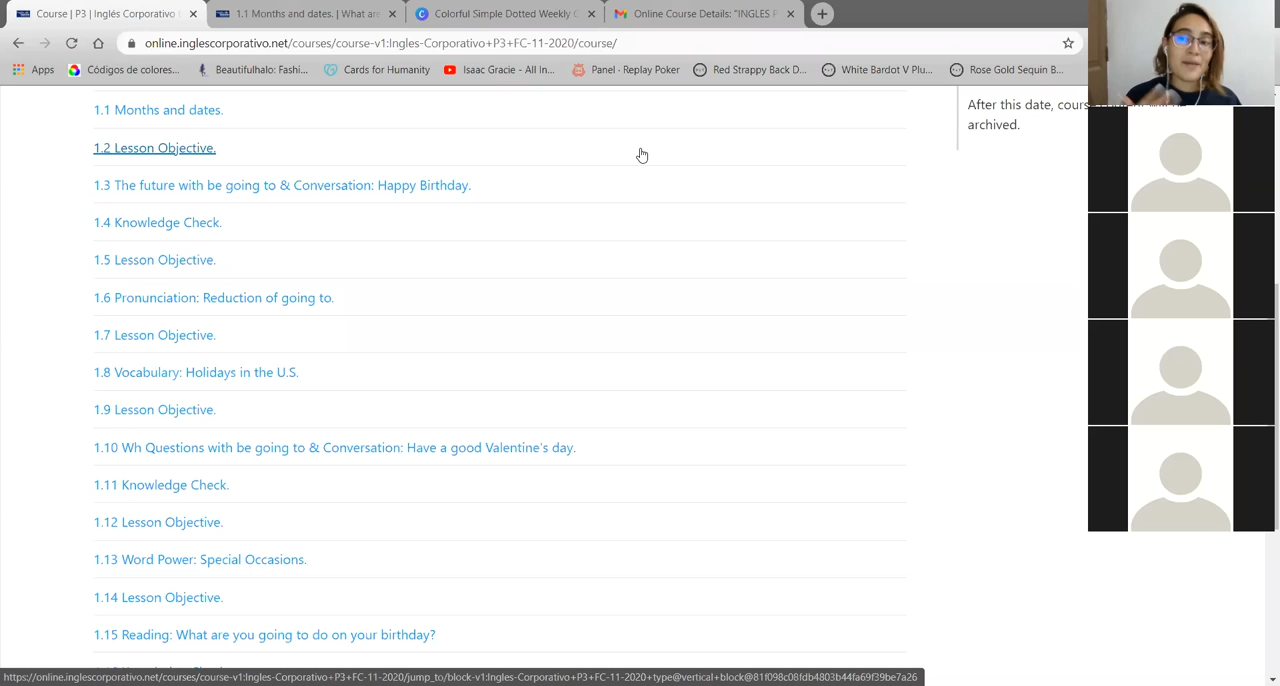 Course | P3 | Inglés Corporativo
1.1 Months and dates. | What are
Colorful Simple Dotted Weekly C
Online Course Details: "INGLES P
online.inglescorporativo.net/courses/course-v1:Ingles-Corporativo+P3+FC-11-2020/course/
Apps
Códigos de colores...
Beautifulhalo: Fashi...
Cards for Humanity
Isaac Gracie - All In...
Panel · Replay Poker
Red Strappy Back D...
White Bardot V Plu...
Rose Gold Sequin B...
1.1 Months and dates.
After this date, course
archived.
1.2 Lesson Objective.
1.3 The future with be going to & Conversation: Happy Birthday.
1.4 Knowledge Check.
1.5 Lesson Objective.
1.6 Pronunciation: Reduction of going to.
1.7 Lesson Objective.
1.8 Vocabulary: Holidays in the U.S.
1.9 Lesson Objective.
1.10 Wh Questions with be going to & Conversation: Have a good Valentine's day.
1.11 Knowledge Check.
1.12 Lesson Objective.
1.13 Word Power: Special Occasions.
1.14 Lesson Objective.
1.15 Reading: What are you going to do on your birthday?
https://online.inglescorporativo.net/courses/course-v1:Ingles-Corporativo+P3+FC-11-2020/jump_to/block-v1:Ingles-Corporativo+P3+FC-11-2020+type@vertical+block@81f098c08fdb4803b44fa69f39be7a26